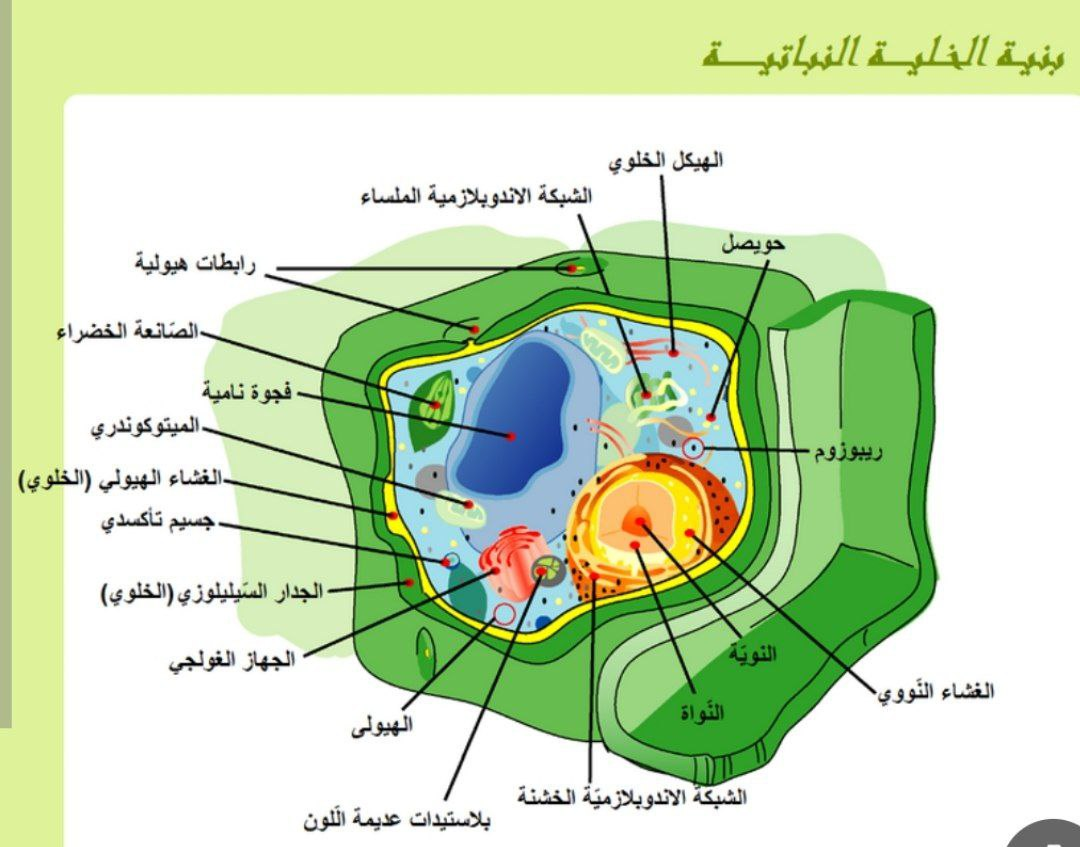 بنية الخلية النباتية
الهيكل الخلوي
الشبكة الاندوبلازمية الملساء
حويصل
رابطات هيولية
الصّانعة الخضراء
فجوة نامية
الميتوكوندري
ريبوزوم
الغشاء الهيولي (الخلوي)
جسيم تأكسدي
الجدار السّيليلوزي (الخلوي)
النويّة
الجهاز الغولجي
الغشاء النّووي
النّواة
الهيولى
الشبكة الاندوبلازميّة الخشنة
بلاستيدات عديمة الّلون